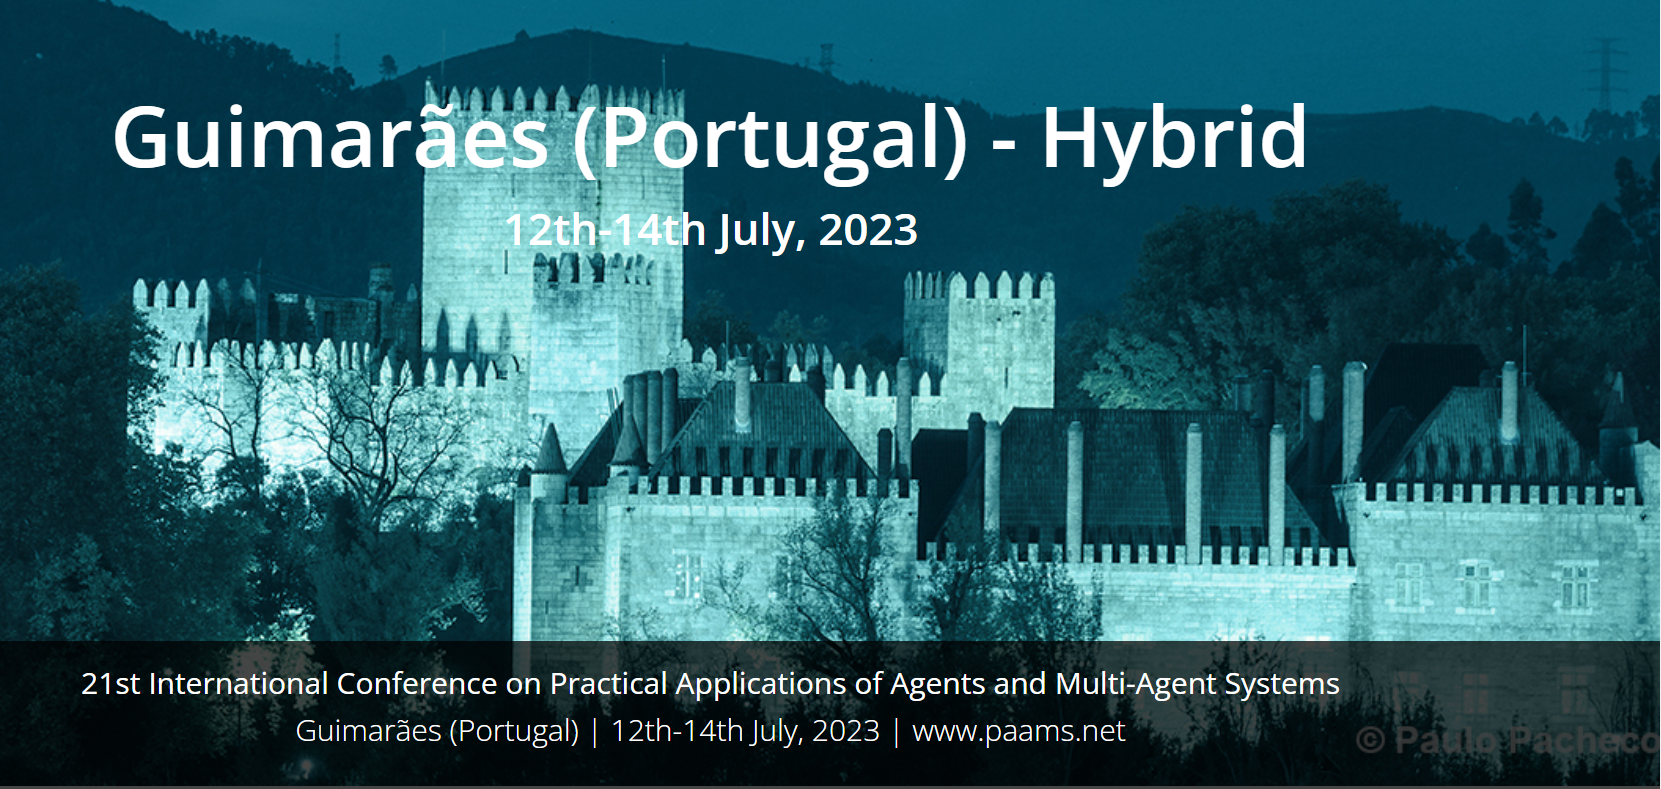 Guimarães (Portugal) - Hybrid
12th-14th July, 2023
21st International Conference on Practical Applications of Agents and Multi-Agent Systems
Guimarães (Portugal) | 12th-14th July, 2023 | www.paams.net
© Paulo Pacheco